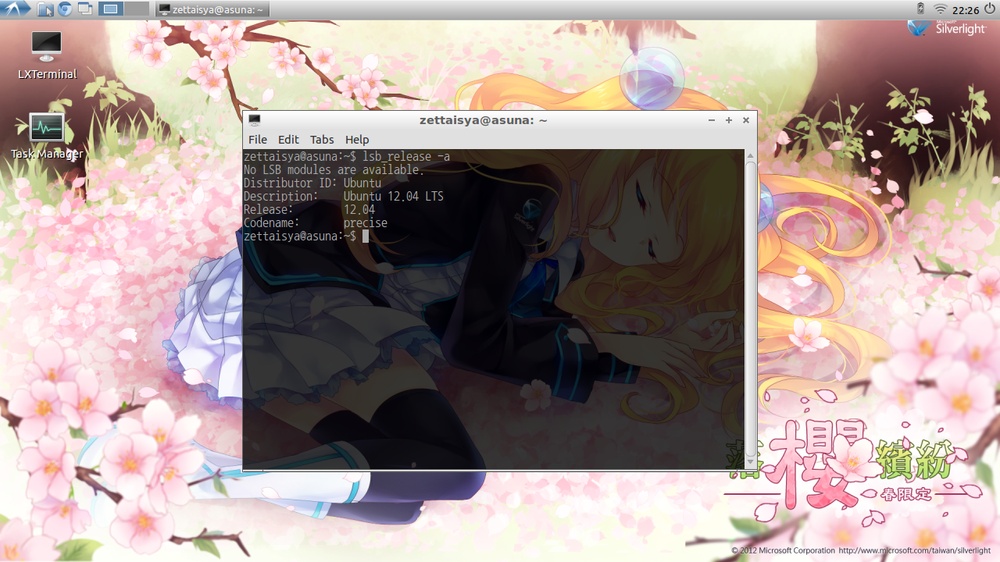 zettaisya@asuna: ~
22:26
Silverlight
LXTerminal
Task Manager
zettaisya@asuna: ~
File Edit Tabs Help
zettaisya@asuna:~$ lsb_release -a
No LSB modules are available.
Distributor ID: Ubuntu
Description: Ubuntu 12.04 LTS
Release: 12.04
Codename: precise
zettaisya@asuna:~$
櫻 繽紛
春限定
© 2012 Microsoft Corporation http://www.microsoft.com/taiwan/silverlight